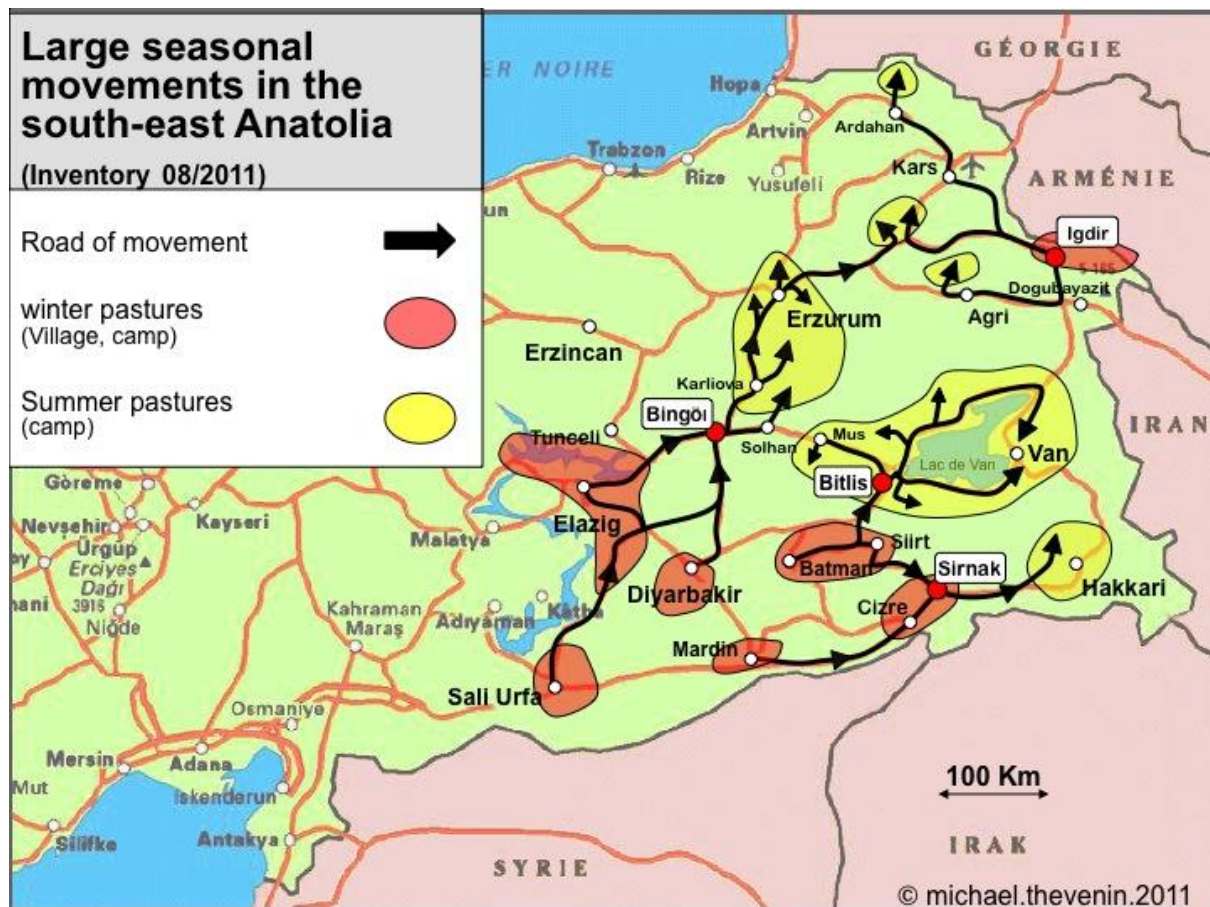 Large seasonal
movements in the
south-east Anatolia
(Inventory 08/2011)
Road of movement
winter pastures
(Village, camp)
Summer pastures
(camp)
ER NOIRE
GÉORGIE
Hopa
Artvin
Ardahan
Trabzon
Rize
Yusufeli
Kars
ARMÉNIE
un
Igdir
Dogubayazit
Agri
Erzurum
Erzincan
Karliova
IRAN
Bingöl
Tunceli
Solhan
Mus
Van
Lac de Van
Bitlis
Göreme
Kayseri
Nevşehir
Ürgüp
Erciyes
Dağı
3916
Niğde
Elazig
Malatya
Siirt
Batman
Sirnak
Hakkari
Diyarbakir
Cizre
Kahraman
Maraş
Adıyaman
Kahta
Mardin
Sali Urfa
Osmaniye
Mersin
Adana
Mut
Iskenderun
100 Km
Silifke
Antakya
IRAK
SYRIE
© michael.thevenin.2011